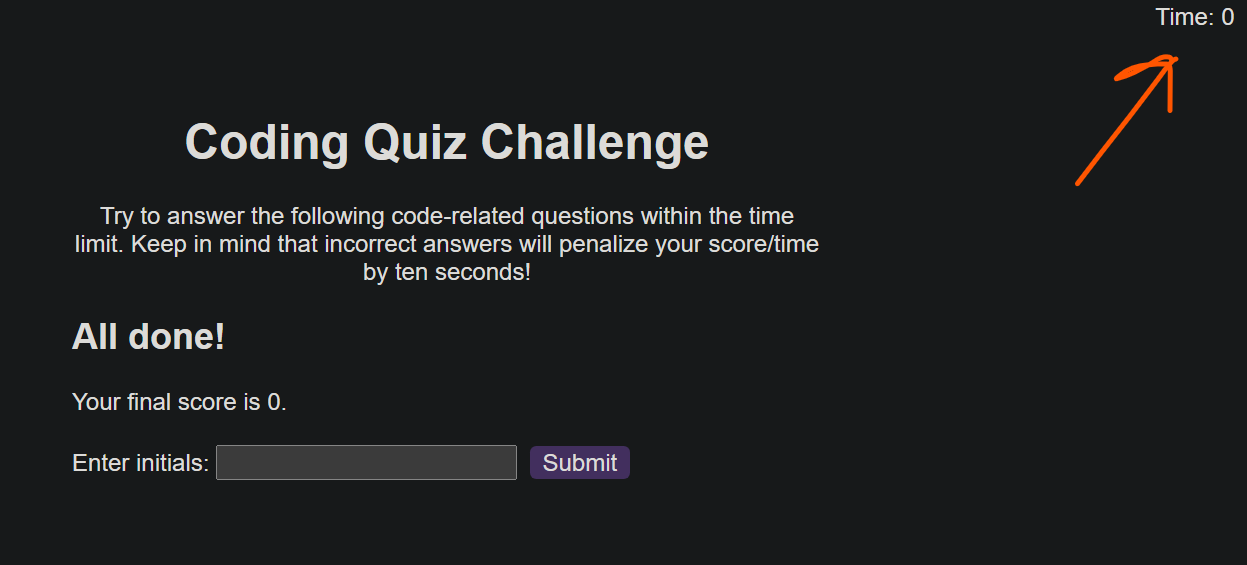 Time: 0
Coding Quiz Challenge
Try to answer the following code-related questions within the time
limit. Keep in mind that incorrect answers will penalize your score/time
by ten seconds!
All done!
Your final score is 0.
Enter initials: Submit